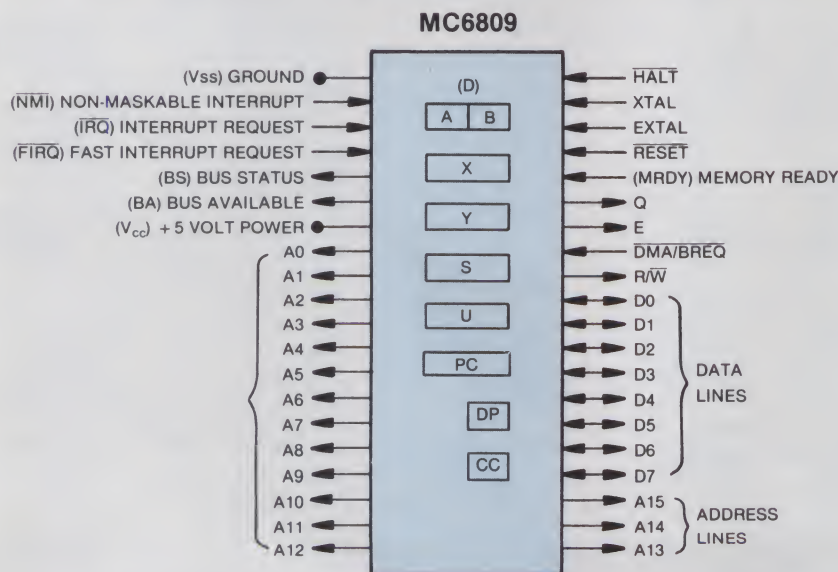 MC6809
(Vss) GROUND
(NMI) NON-MASKABLE INTERRUPT
(IRQ) INTERRUPT REQUEST
(FIRQ) FAST INTERRUPT REQUEST
(BS) BUS STATUS
(BA) BUS AVAILABLE
(Vcc) +5 VOLT POWER
A0
A1
A2
A3
A4
A5
A6
A7
A8
A9
A10
A11
A12
(D)
A B
X
Y
S
U
PC
DP
CC
HALT
XTAL
EXTAL
RESET
(MRDY) MEMORY READY
Q
E
DMA/BREQ
R/W
D0
D1
D2
D3
D4
D5
D6
D7
DATA
LINES
A15
A14
A13
ADDRESS
LINES